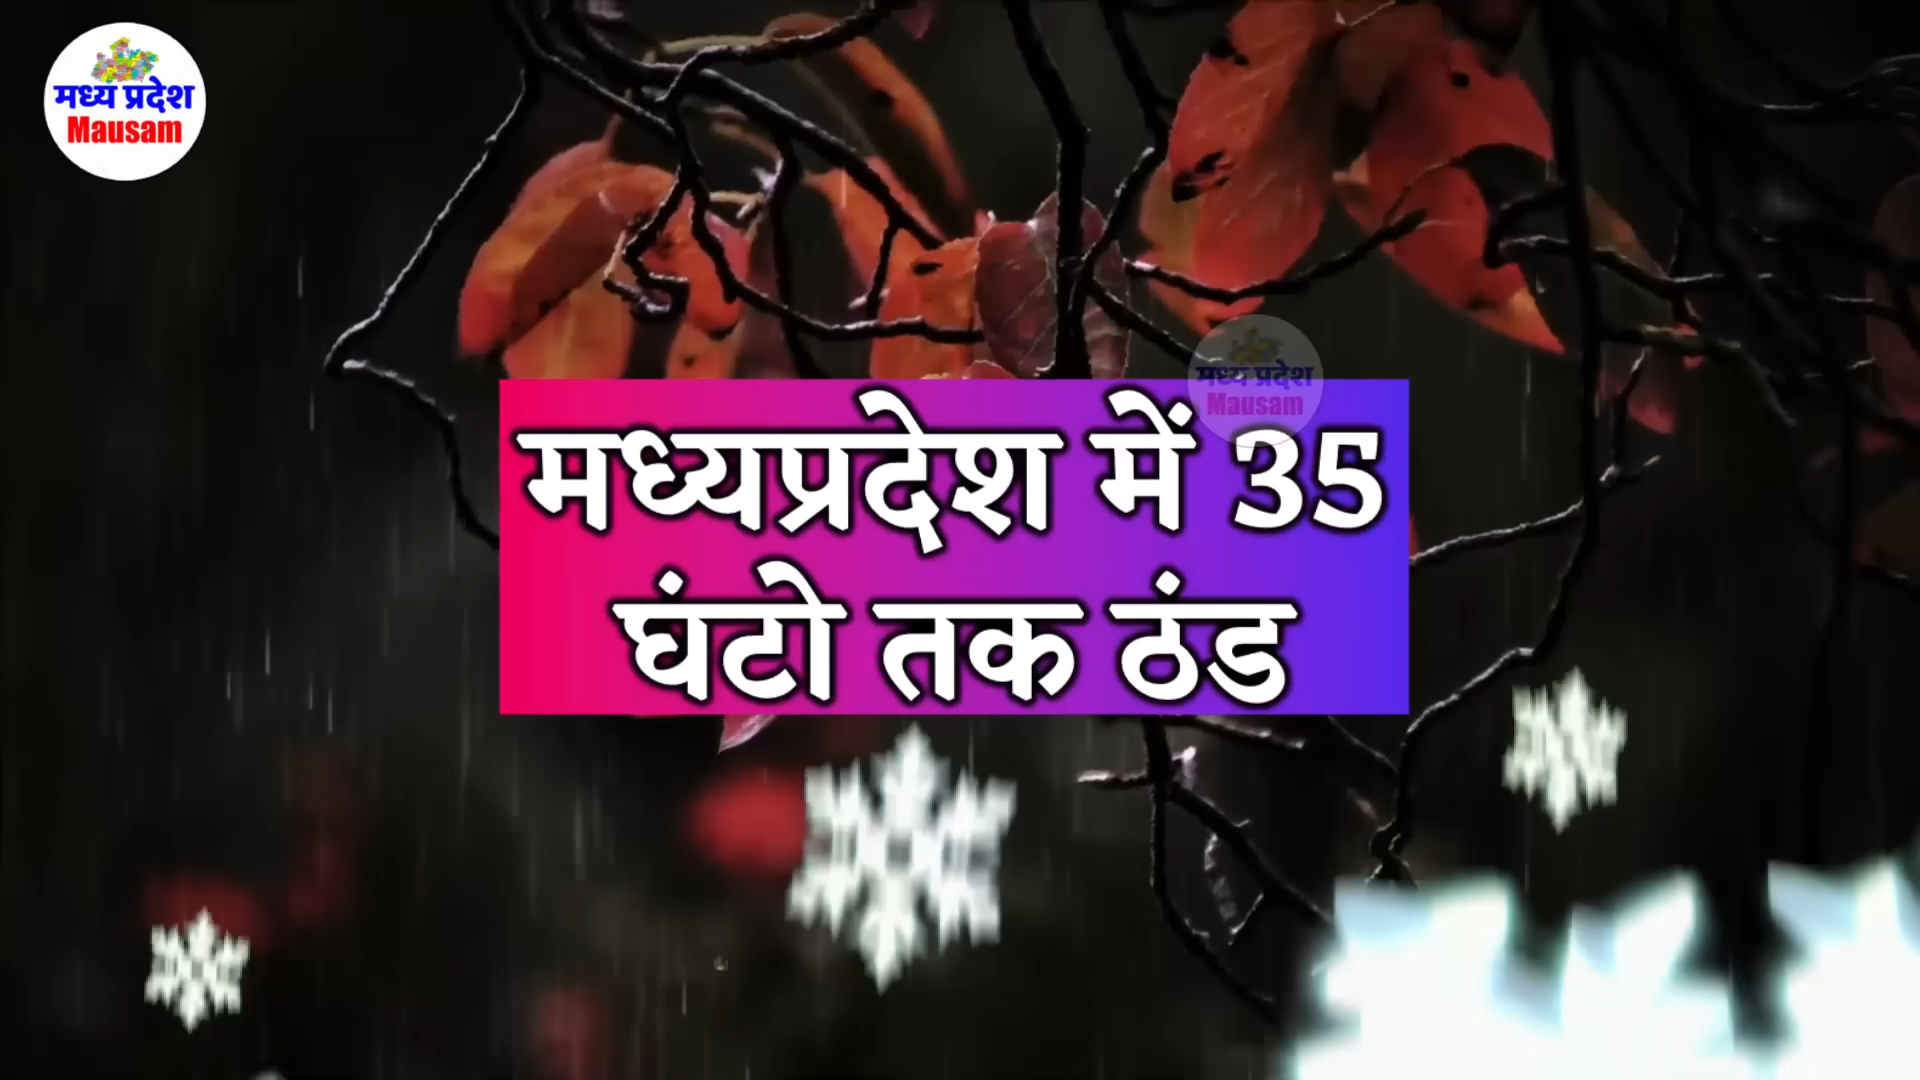 मध्य प्रदेश
Mausam
मध्य प्रदेश
Mausam
मध्यप्रदेश में 35
घंटो तक ठंड